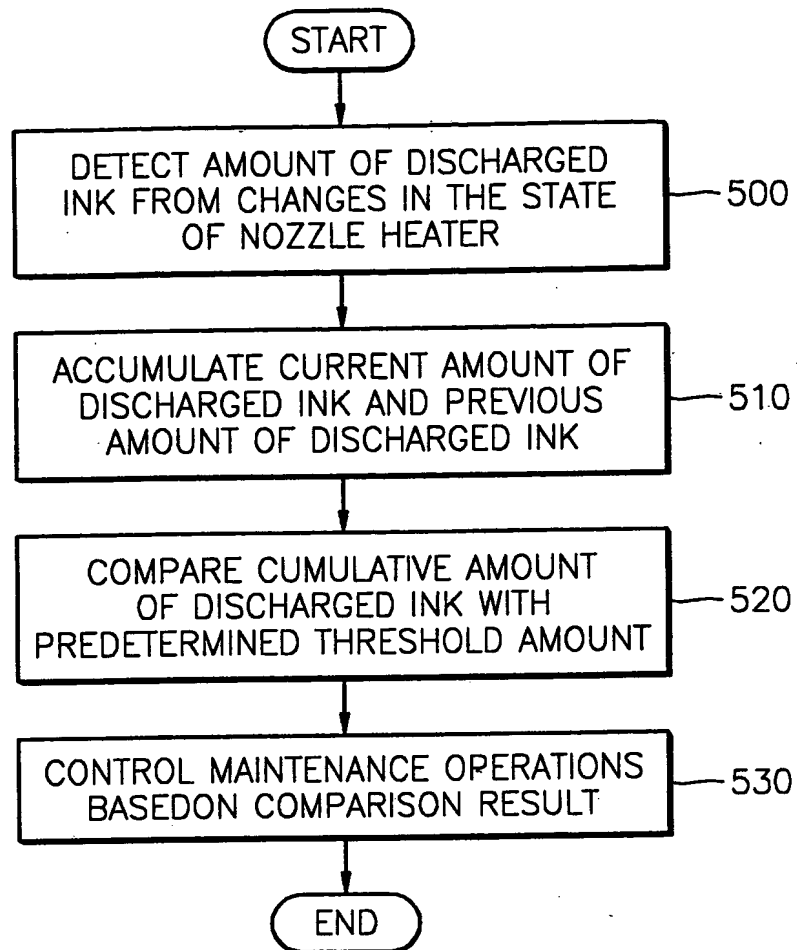 START
DETECT AMOUNT OF DISCHARGED
INK FROM CHANGES IN THE STATE
OF NOZZLE HEATER
500
ACCUMULATE CURRENT AMOUNT OF
DISCHARGED INK AND PREVIOUS
AMOUNT OF DISCHARGED INK
510
COMPARE CUMULATIVE AMOUNT
OF DISCHARGED INK WITH
PREDETERMINED THRESHOLD AMOUNT
520
CONTROL MAINTENANCE OPERATIONS
BASEDON COMPARISON RESULT
530
END